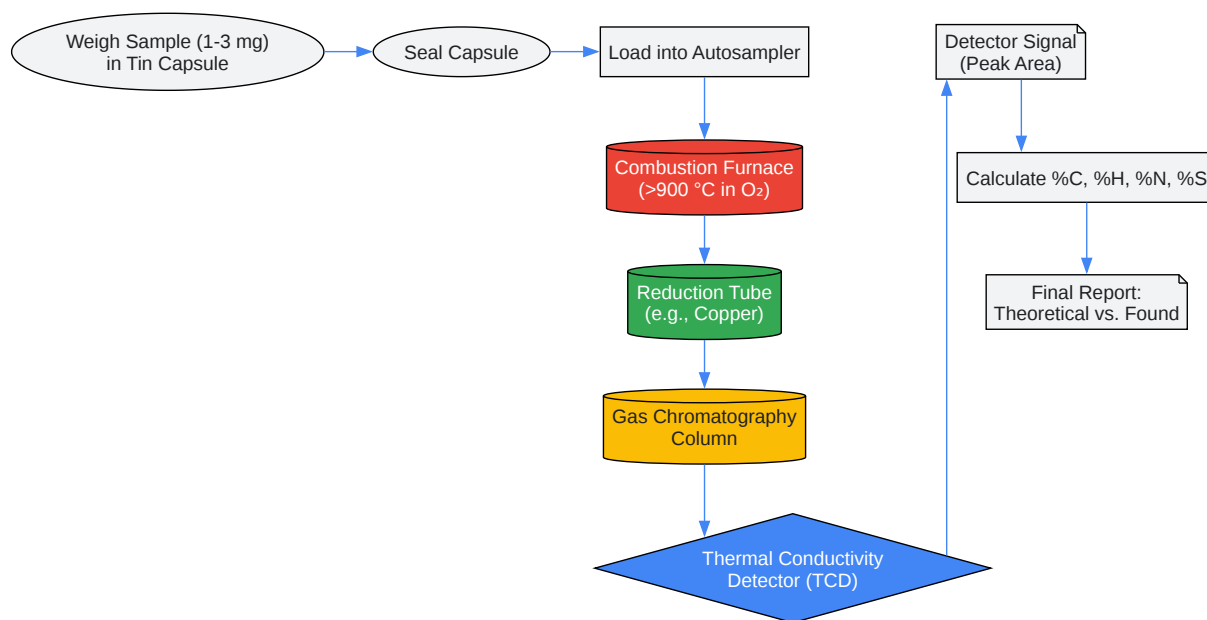 Weigh Sample (1-3 mg)
in Tin Capsule
Seal Capsule
Load into Autosampler
Combustion Furnace
(>900 °C in O₂)
Reduction Tube
(e.g., Copper)
Gas Chromatography
Column
Thermal Conductivity
Detector (TCD)
Detector Signal
(Peak Area)
Calculate %C, %H, %N, %S
Final Report:
Theoretical vs. Found